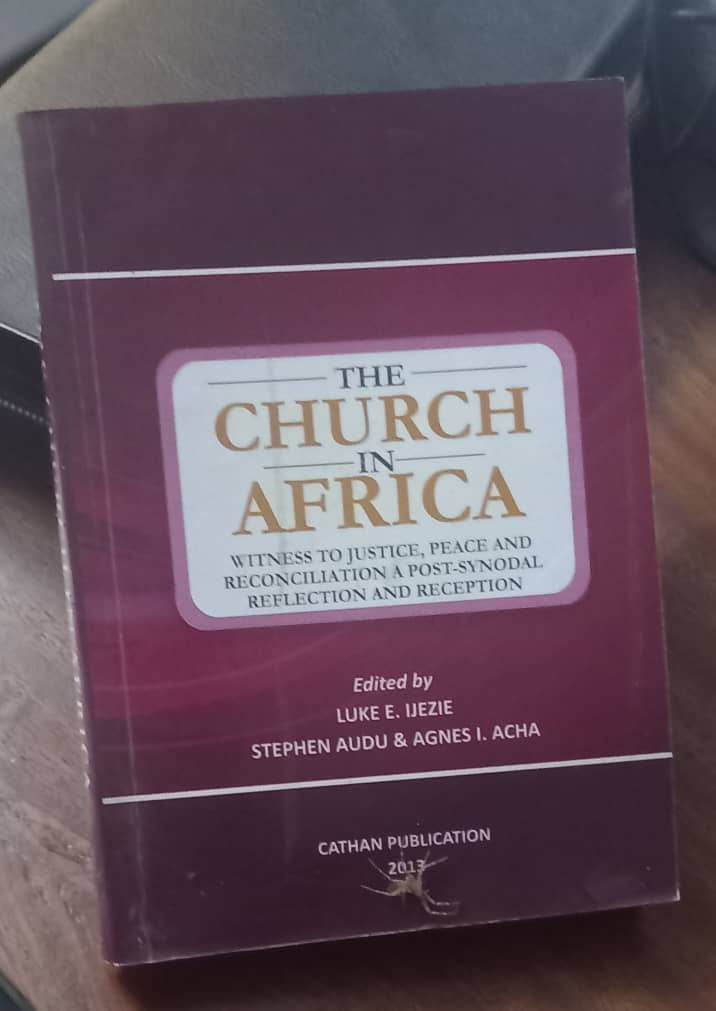 THE
CHURCH
IN
AFRICA
WITNESS TO JUSTICE, PEACE AND
RECONCILIATION A POST-SYNODAL
REFLECTION AND RECEPTION
Edited by
LUKE E. IJEZIE
STEPHEN AUDU & AGNES I. ACHA
CATHAN PUBLICATION
2013